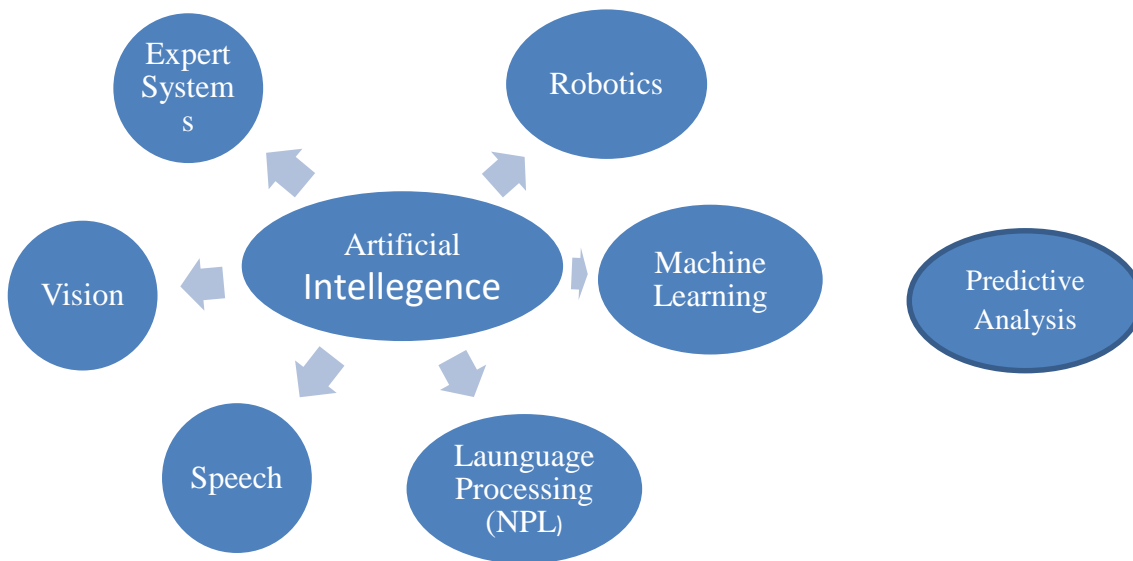 Expert
System
s
Robotics
Artificial
Intellegence
Machine
Learning
Predictive
Analysis
Vision
Speech
Launguage
Processing
(NPL)